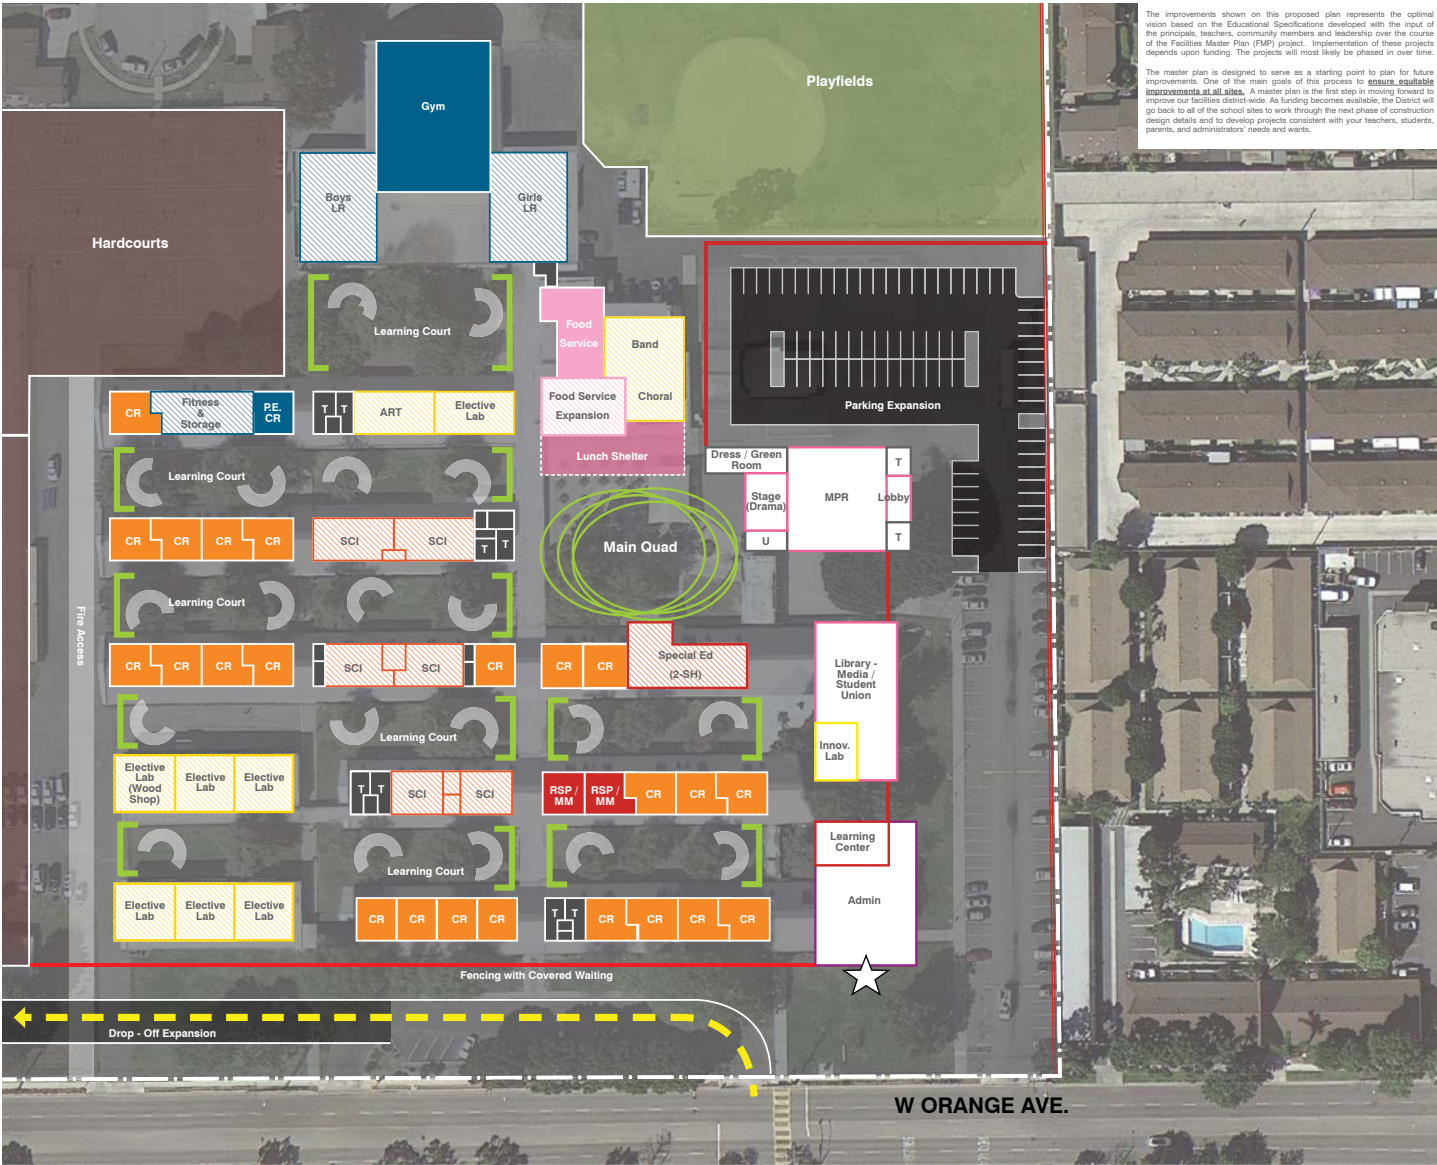 The improvements shown on this proposed plan represents the optimal
vision based on the Educational Specifications developed with the input of
the principals, teachers, community members and leadership over the course
of the Facilities Master Plan (FMP) project. Implementation of these projects
depends upon funding. The projects will most likely be phased in over time.
The master plan is designed to serve as a starting point to plan for future
improvements. One of the main goals of this process to ensure equitable
improvements at all sites. A master plan is the first step in moving forward to
improve our facilities district-wide. As funding becomes available, the District will
go back to all of the school sites to work through the next phase of construction
design details and to develop projects consistent with your teachers, students,
parents, and administrators' needs and wants.
Playfields
Gym
Boys
LR
Girls
LR
Hardcourts
Learning Court
Food
Service
Band
Choral
Food Service
Expansion
Lunch Shelter
Parking Expansion
CR
Fitness
&
Storage
P.E.
CR
T
T
ART
Elective
Lab
Learning Court
Dress / Green
Room
Stage
(Drama)
U
MPR
T
Lobby
T
CR
CR
CR
CR
SCI
SCI
T
T
Main Quad
Learning Court
Fire Access
CR
CR
CR
CR
SCI
SCI
CR
CR
CR
Special Ed
(2-SH)
Library -
Media /
Student
Union
Innov.
Lab
Learning Court
Elective
Lab
(Wood
Shop)
Elective
Lab
Elective
Lab
T
T
SCI
SCI
RSP /
MM
RSP /
MM
CR
CR
CR
Learning
Center
Admin
Learning Court
Elective
Lab
Elective
Lab
Elective
Lab
CR
CR
CR
CR
T
T
CR
CR
CR
CR
Fencing with Covered Waiting
Drop - Off Expansion
W ORANGE AVE.